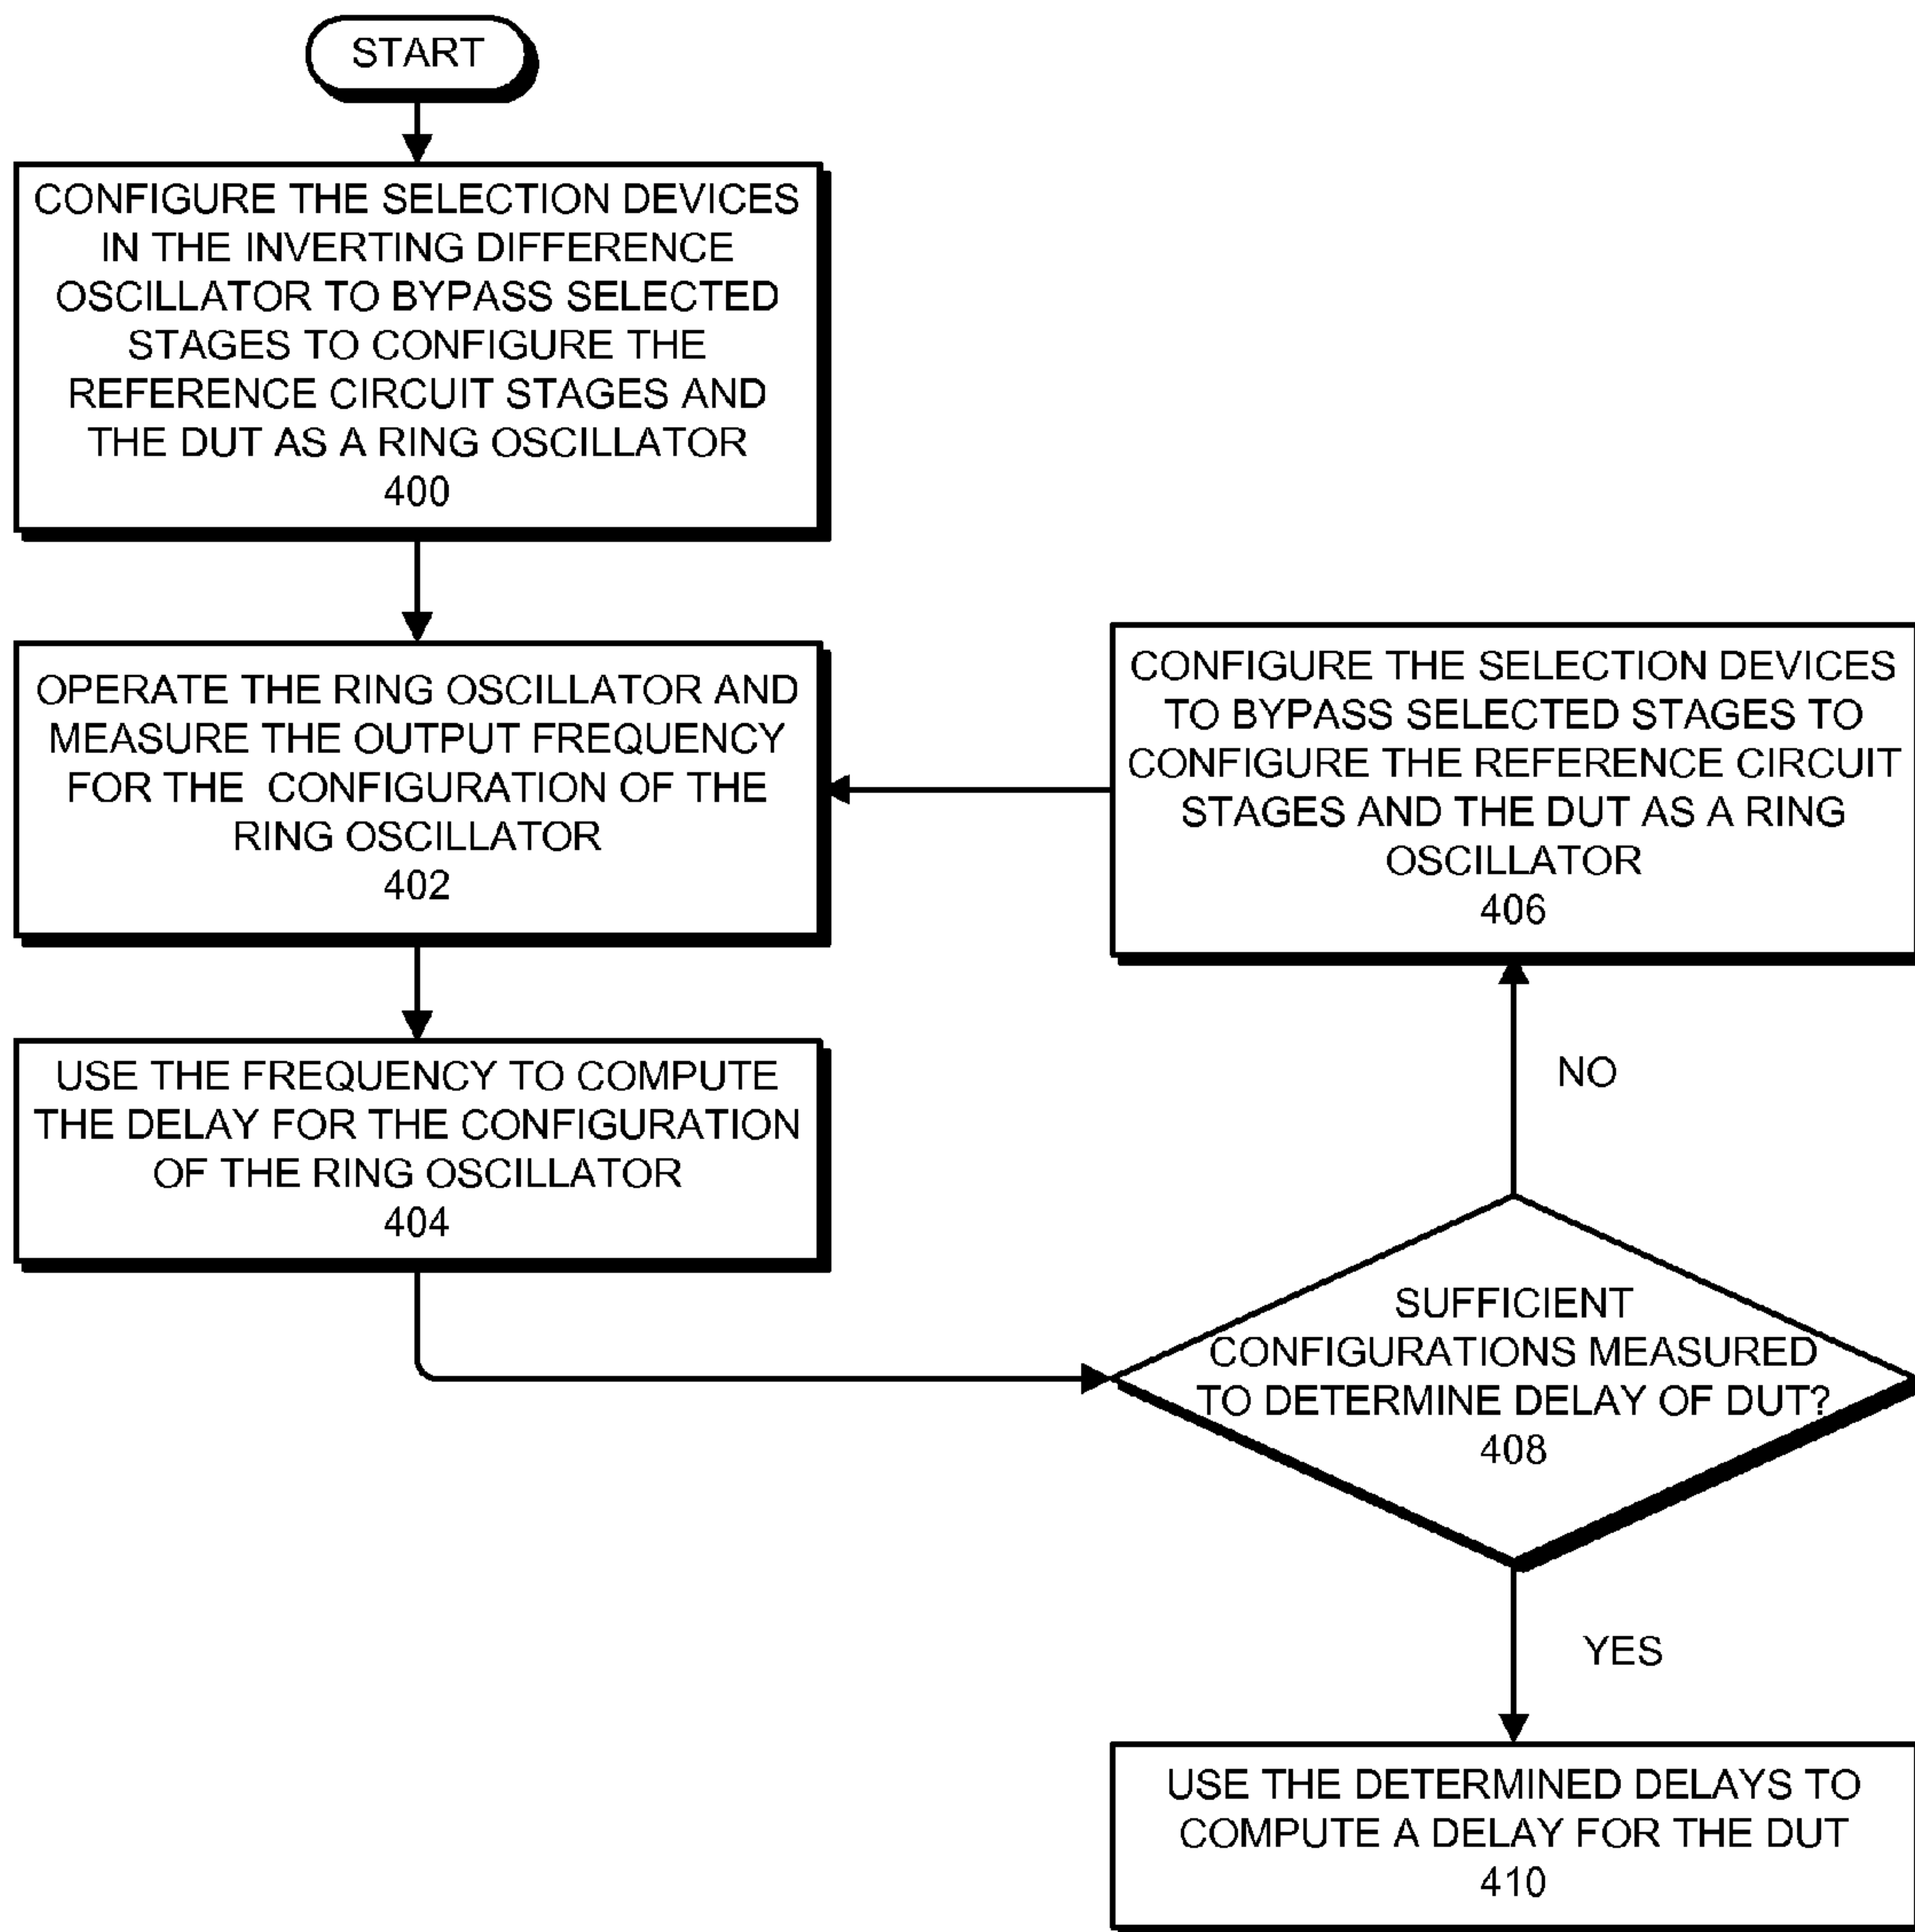 START
CONFIGURE THE SELECTION DEVICES
IN THE INVERTING DIFFERENCE
OSCILLATOR TO BYPASS SELECTED
STAGES TO CONFIGURE THE
REFERENCE CIRCUIT STAGES AND
THE DUT AS A RING OSCILLATOR
400
OPERATE THE RING OSCILLATOR AND
MEASURE THE OUTPUT FREQUENCY
FOR THE CONFIGURATION OF THE
RING OSCILLATOR
402
CONFIGURE THE SELECTION DEVICES
TO BYPASS SELECTED STAGES TO
CONFIGURE THE REFERENCE CIRCUIT
STAGES AND THE DUT AS A RING
OSCILLATOR
406
USE THE FREQUENCY TO COMPUTE
THE DELAY FOR THE CONFIGURATION
OF THE RING OSCILLATOR
404
NO
SUFFICIENT
CONFIGURATIONS MEASURED
TO DETERMINE DELAY OF DUT?
408
YES
USE THE DETERMINED DELAYS TO
COMPUTE A DELAY FOR THE DUT
410